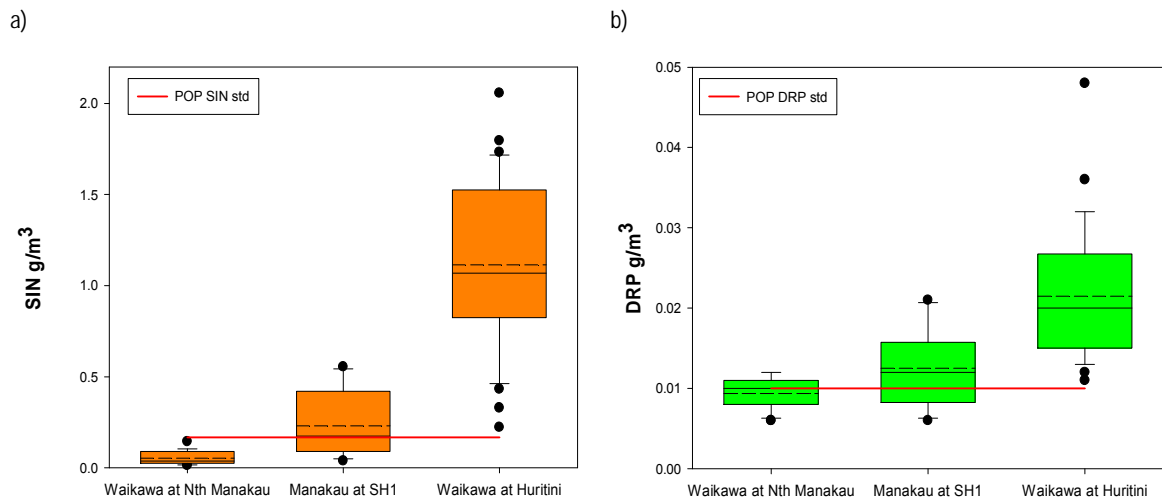 a)
POP SIN std
SIN g/m³
2.0
1.5
1.0
0.5
0.0
Waikawa at Nth Manakau
Manakau at SH1
Waikawa at Huritini
b)
POP DRP std
DRP g/m³
0.05
0.04
0.03
0.02
0.01
0.00
Waikawa at Nth Manakau
Manakau at SH1
Waikawa at Huritini